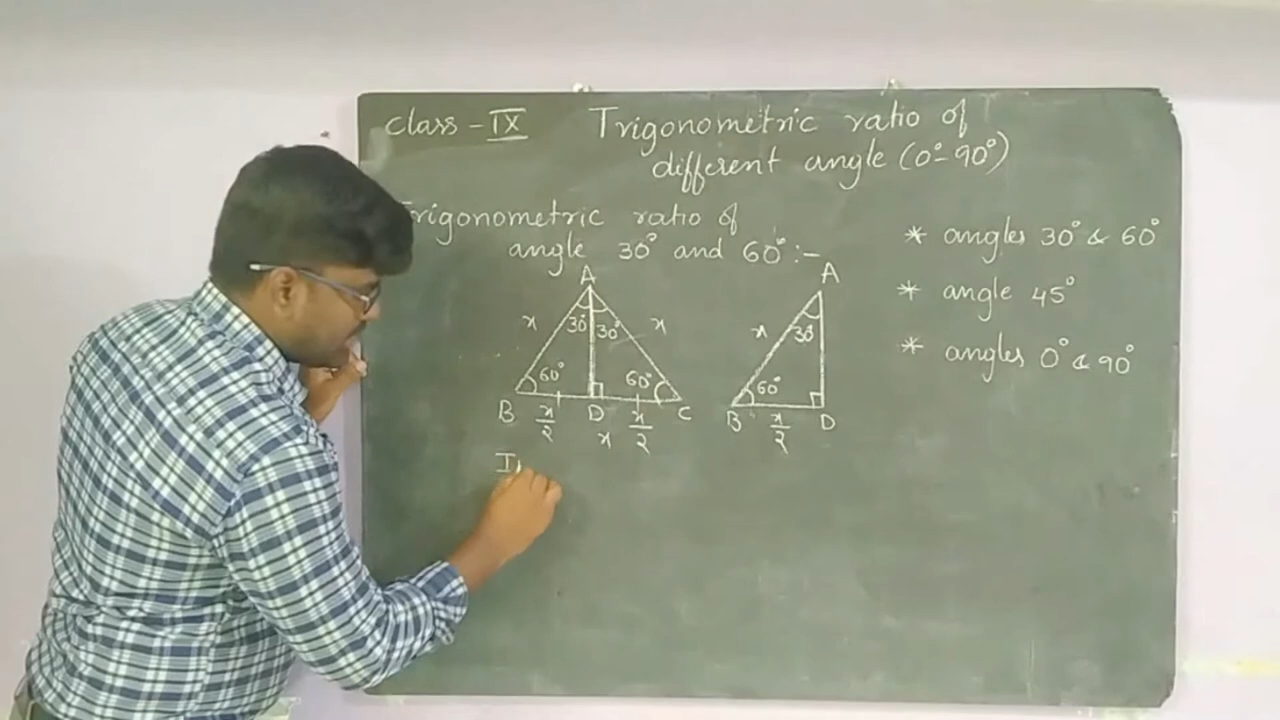 Class - IX
Trigonometric ratio of
different angle (0° - 90°)
Trigonometric ratio of
angle 30° and 60° :-
* angles 30° & 60°
* angle 45°
* angles 0° & 90°
A
x 30° 30° x
60° 60°
B x/2 D x/2 C
x
A
x 30°
60°
B x/2 D
I